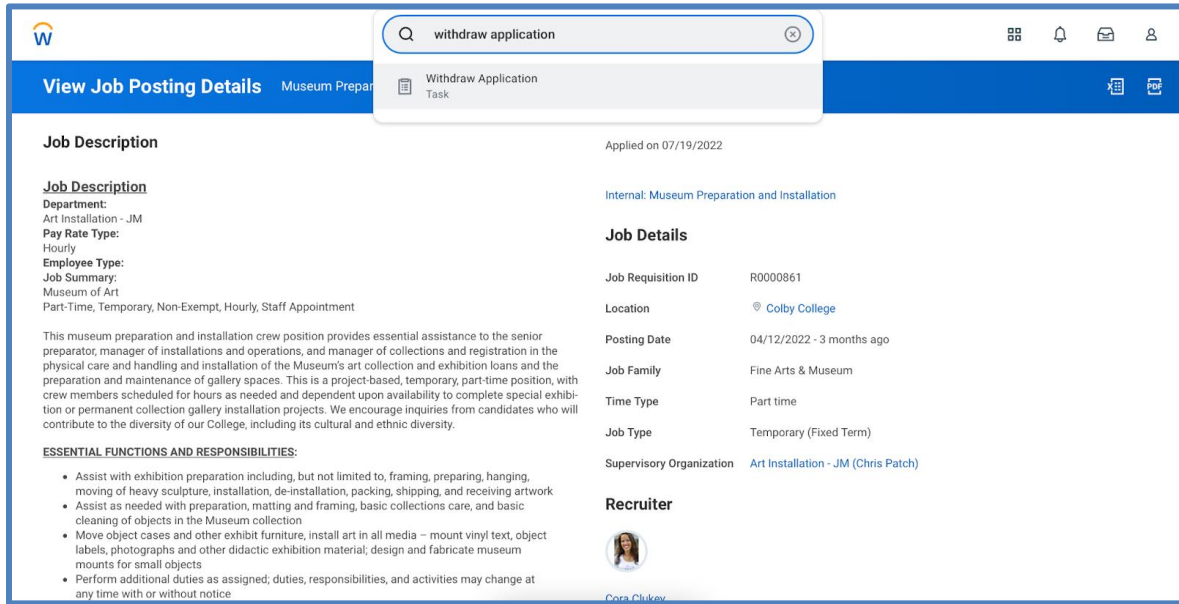 withdraw application
Withdraw Application
Task
View Job Posting Details Museum Prepar
PDF
Job Description
Job Description
Department:
Art Installation - JM
Pay Rate Type:
Hourly
Employee Type:
Job Summary:
Museum of Art
Part-Time, Temporary, Non-Exempt, Hourly, Staff Appointment
This museum preparation and installation crew position provides essential assistance to the senior
preparator, manager of installations and operations, and manager of collections and registration in the
physical care and handling and installation of the Museum's art collection and exhibition loans and the
preparation and maintenance of gallery spaces. This is a project-based, temporary, part-time position, with
crew members scheduled for hours as needed and dependent upon availability to complete special exhibi-
tion or permanent collection gallery installation projects. We encourage inquiries from candidates who will
contribute to the diversity of our College, including its cultural and ethnic diversity.
ESSENTIAL FUNCTIONS AND RESPONSIBILITIES:
• Assist with exhibition preparation including, but not limited to, framing, preparing, hanging,
moving of heavy sculpture, installation, de-installation, packing, shipping, and receiving artwork
• Assist as needed with preparation, matting and framing, basic collections care, and basic
cleaning of objects in the Museum collection
• Move object cases and other exhibit furniture, install art in all media – mount vinyl text, object
labels, photographs and other didactic exhibition material; design and fabricate museum
mounts for small objects
• Perform additional duties as assigned; duties, responsibilities, and activities may change at
any time with or without notice
Applied on 07/19/2022
Internal: Museum Preparation and Installation
Job Details
Job Requisition ID R0000861
Location Colby College
Posting Date 04/12/2022 - 3 months ago
Job Family Fine Arts & Museum
Time Type Part time
Job Type Temporary (Fixed Term)
Supervisory Organization Art Installation - JM (Chris Patch)
Recruiter
Cora Clukey